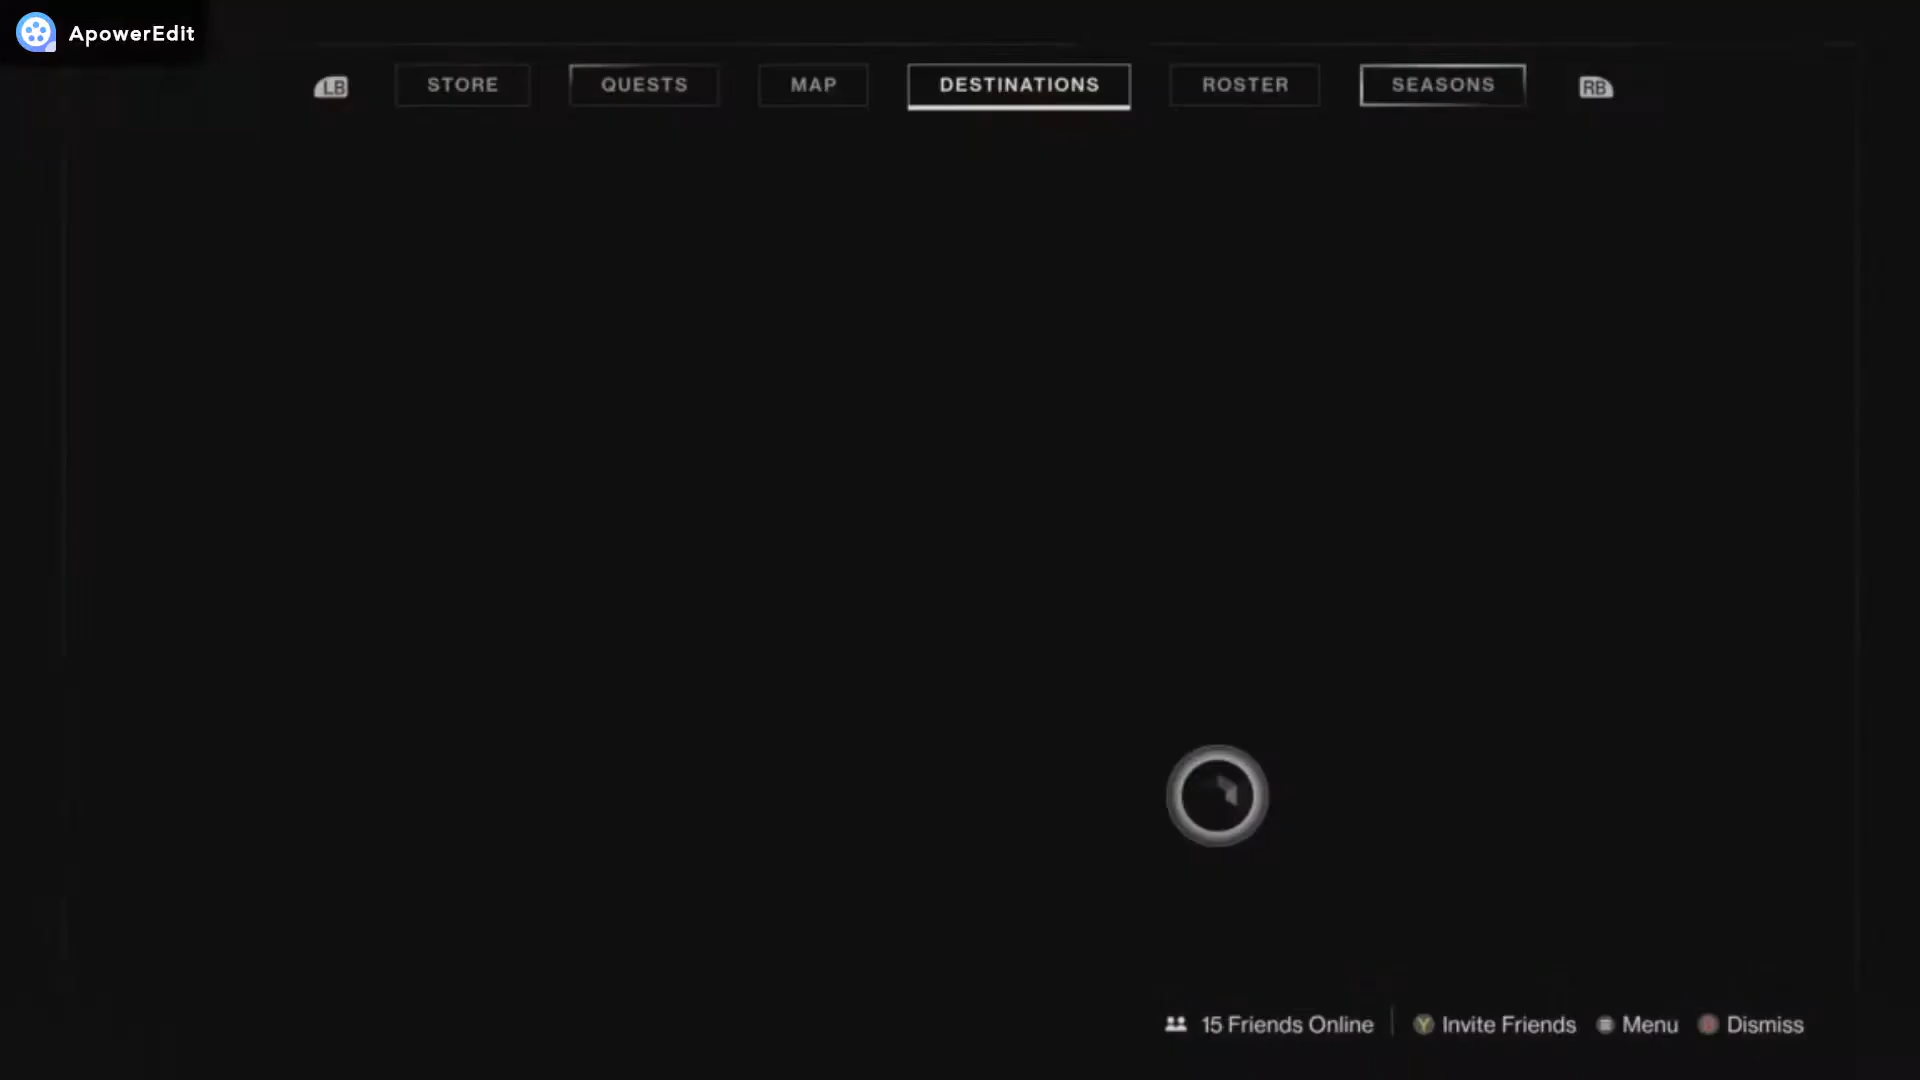 ApowerEdit
LB STORE QUESTS MAP DESTINATIONS ROSTER SEASONS RB
15 Friends Online Y Invite Friends Menu Dismiss